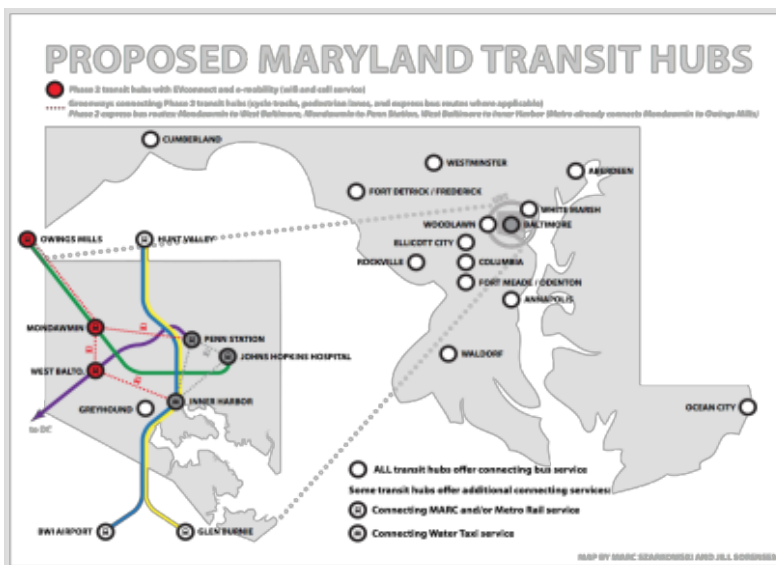 PROPOSED MARYLAND TRANSIT HUBS
Phase 2 transit hubs with EVconnect and e-mobility (wifi and cell service)
Greenways connecting Phase 2 transit hubs (cycle tracks, pedestrian lanes, and express bus routes where applicable)
Phase 2 express bus routes: Mondawmin to West Baltimore, Mondawmin to Penn Station, West Baltimore to Inner Harbor (Metro already connects Mondawmin to Owings Mills)
CUMBERLAND
WESTMINSTER
ABERDEEN
FORT DETRICK / FREDERICK
WHITE MARSH
WOODLAWN
BALTIMORE
OWINGS MILLS
HUNT VALLEY
ELLICOTT CITY
ROCKVILLE
COLUMBIA
FORT MEADE / ODENTON
ANNAPOLIS
MONDAWMIN
PENN STATION
JOHNS HOPKINS HOSPITAL
WALDORF
WEST BALTO.
GREYHOUND
INNER HARBOR
OCEAN CITY
to DC
ALL transit hubs offer connecting bus service
Some transit hubs offer additional connecting services:
Connecting MARC and/or Metro Rail service
BWI AIRPORT
GLEN BURNIE
Connecting Water Taxi service
MAP BY MARC SZARKOWSKI AND JILL SORENSEN